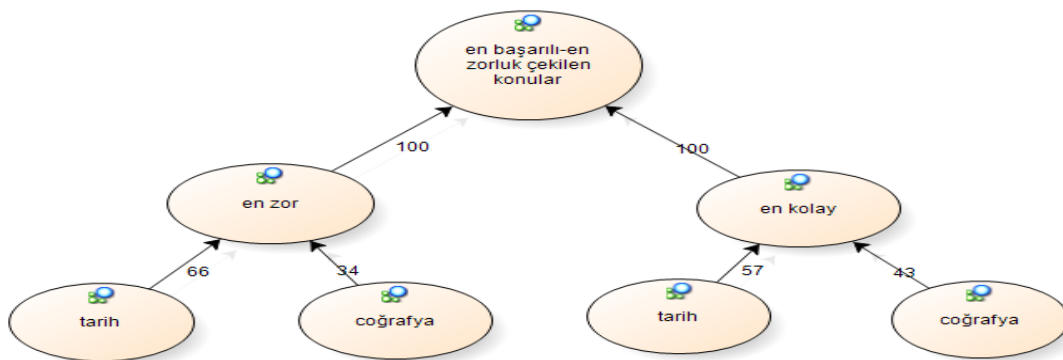 en başarılı-en
zorluk çekilen
konular
100
100
en zor
en kolay
66
34
57
43
tarih
coğrafya
tarih
coğrafya